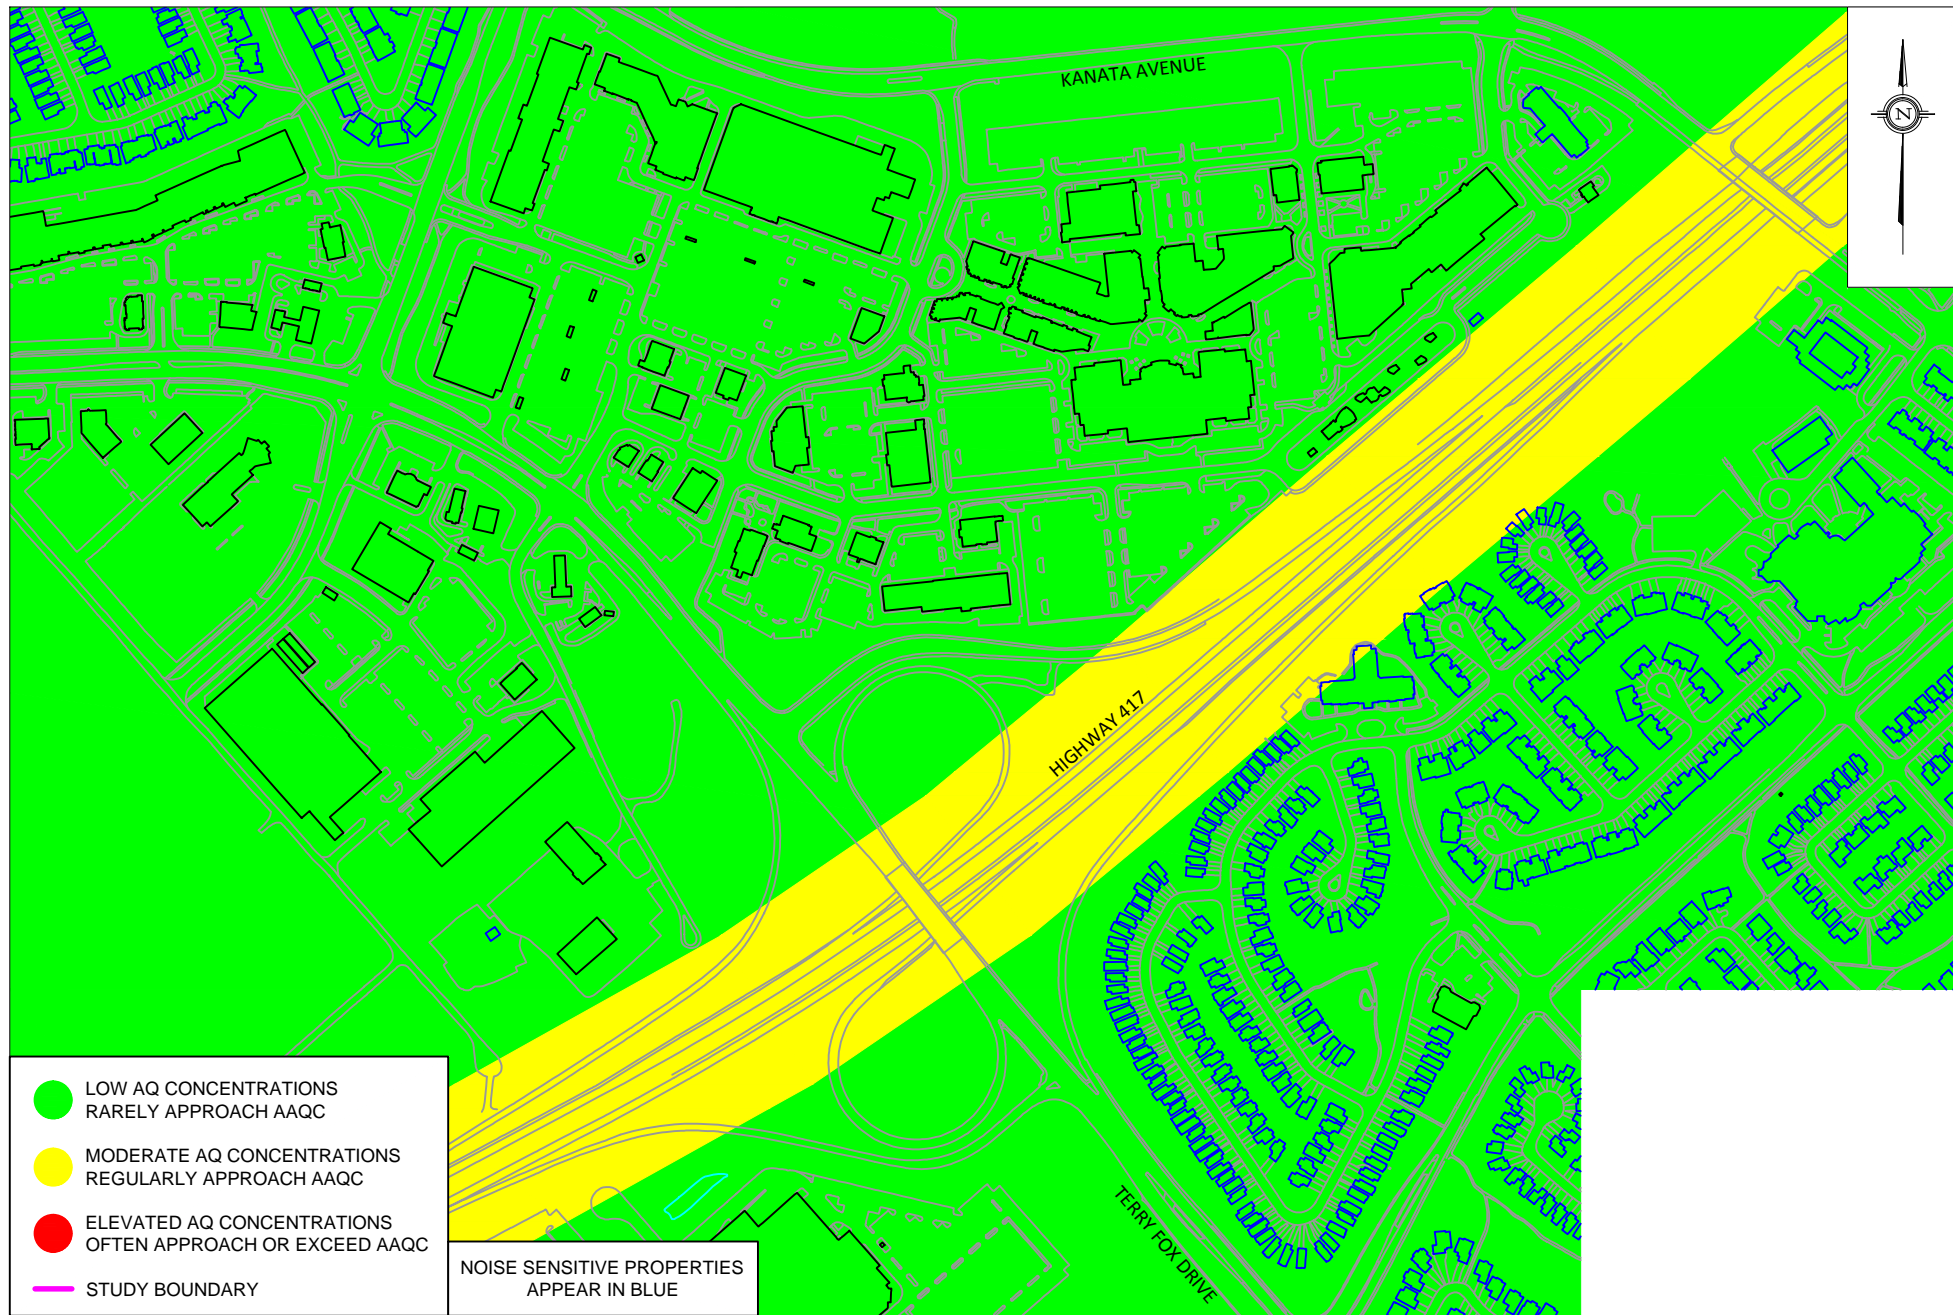 KANATA AVENUE
N
HIGHWAY 417
TERRY FOX DRIVE
LOW AQ CONCENTRATIONS
RARELY APPROACH AAQC
MODERATE AQ CONCENTRATIONS
REGULARLY APPROACH AAQC
ELEVATED AQ CONCENTRATIONS
OFTEN APPROACH OR EXCEED AAQC
STUDY BOUNDARY
NOISE SENSITIVE PROPERTIES
APPEAR IN BLUE